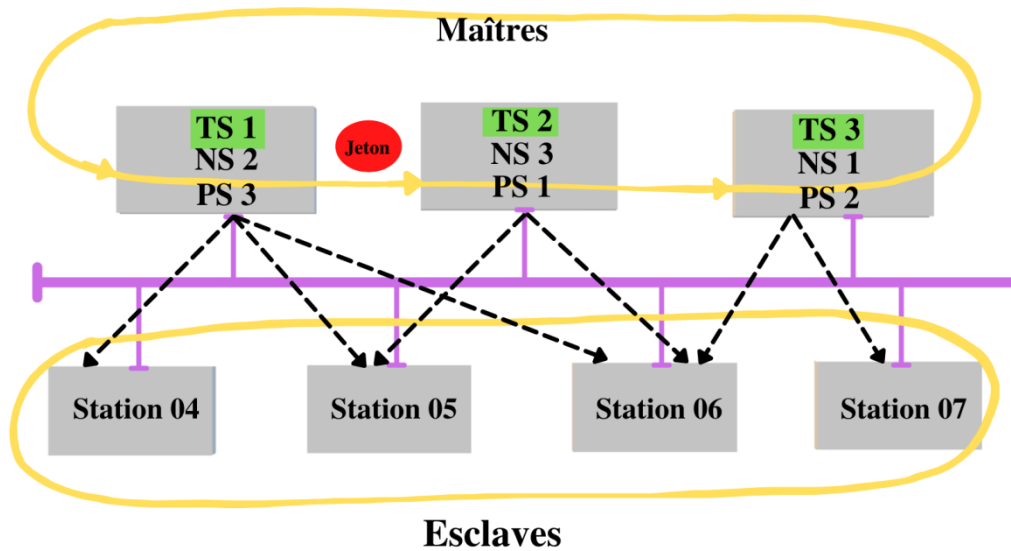 Maîtres
TS 1
NS 2
PS 3
Jeton
TS 2
NS 3
PS 1
TS 3
NS 1
PS 2
Station 04
Station 05
Station 06
Station 07
Esclaves